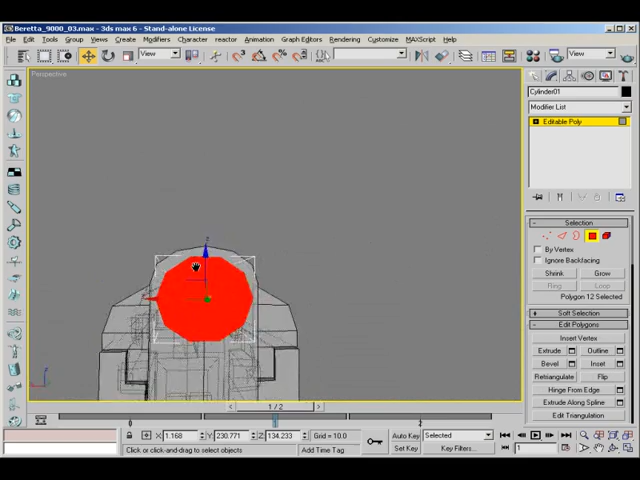 Beretta_9000_03.max - 3ds max 6 - Stand-alone License
File Edit Tools Group Views Create Modifiers Character reactor Animation Graph Editors Rendering Customize MAXScript Help
View
View
Perspective
Cylinder01
Modifier List
Editable Poly
Selection
By Vertex
Ignore Backfacing
Shrink Grow
Ring Loop
Polygon 12 Selected
Soft Selection
Edit Polygons
Insert Vertex
Extrude Outline
Bevel Inset
Retriangulate Flip
Hinge From Edge
Extrude Along Spline
Edit Triangulation
z
1 / 2
0 1 2
X: 1.168 Y: 230.771 Z: 134.233 Grid = 10.0
Auto Key Selected
Click or click-and-drag to select objects Add Time Tag
Set Key Key Filters... 1